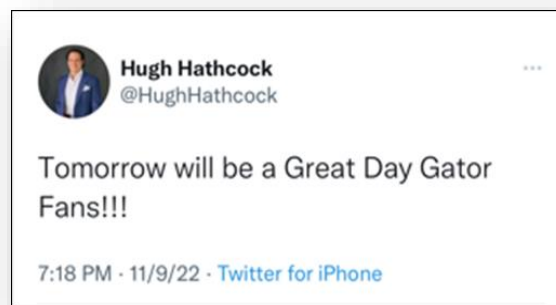 Hugh Hathcock
@HughHathcock
Tomorrow will be a Great Day Gator
Fans!!!
7:18 PM · 11/9/22 · Twitter for iPhone